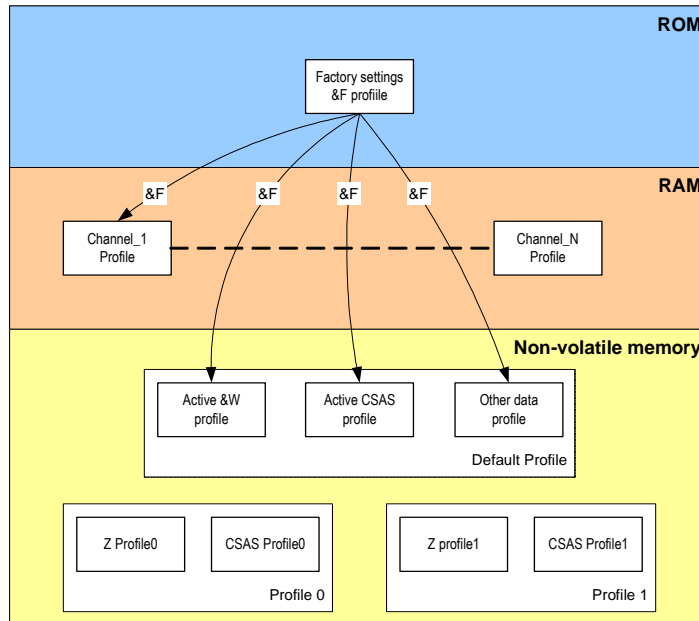 ROM
Factory settings
&F profiile
RAM
&F
&F
&F
&F
Channel_1
Profile
Channel_N
Profile
Non-volatile memory
Active &W
profile
Active CSAS
profile
Other data
profile
Default Profile
Z Profile0
CSAS Profile0
Profile 0
Z profile1
CSAS Profile1
Profile 1